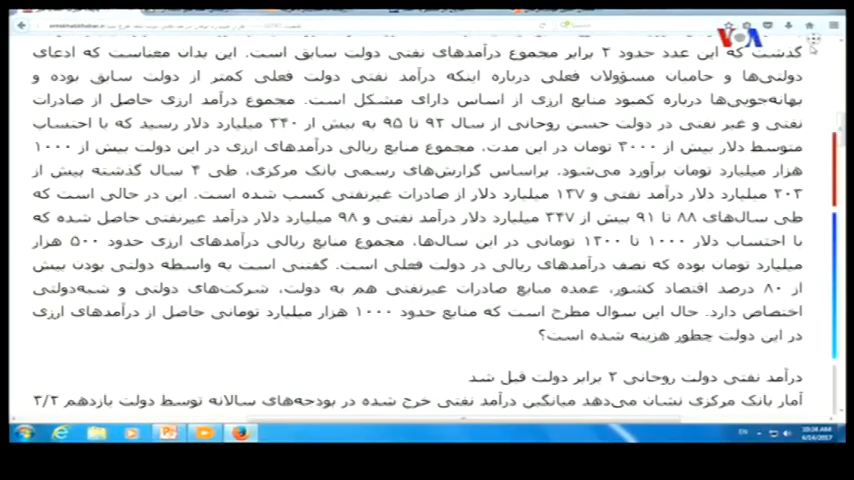 VOA
گذشت که این عدد حدود ۲ برابر مجموع درآمدهای نفتی دولت سابق است. این بدان معناست که ادعای
دولتی‌ها و حامیان مسؤولان فعلی درباره اینکه درآمد نفتی دولت فعلی کمتر از دولت سابق بوده و
بهانه‌جویی‌ها درباره کمبود منابع ارزی از اساس دارای مشکل است. مجموع درآمد ارزی حاصل از صادرات
نفتی و غیر نفتی در دولت حسن روحانی از سال ۹۲ تا ۹۵ به بیش از ۳۴۰ میلیارد دلار رسید که با احتساب
متوسط دلار بیش از ۳۰۰۰ تومان در این مدت، مجموع منابع ریالی درآمدهای ارزی در این دولت بیش از ۱۰۰۰
هزار میلیارد تومان برآورد می‌شود. براساس گزارش‌های رسمی بانک مرکزی، طی ۴ سال گذشته بیش از
۲۰۳ میلیارد دلار درآمد نفتی و ۱۳۷ میلیارد دلار از صادرات غیرنفتی کسب شده است. این در حالی است که
طی سال‌های ۸۸ تا ۹۱ بیش از ۳۴۷ میلیارد دلار درآمد نفتی و ۹۸ میلیارد دلار درآمد غیرنفتی حاصل شده که
با احتساب دلار ۱۰۰۰ تا ۱۲۰۰ تومانی در این سال‌ها، مجموع منابع ریالی درآمدهای ارزی حدود ۵۰۰ هزار
میلیارد تومان بوده که نصف درآمدهای ریالی در دولت فعلی است. گفتنی است به واسطه دولتی بودن بیش
از ۸۰ درصد اقتصاد کشور، عمده منابع صادرات غیرنفتی هم به دولت، شرکت‌های دولتی و شبه‌دولتی
اختصاص دارد. حال این سوال مطرح است که منابع حدود ۱۰۰۰ هزار میلیارد تومانی حاصل از درآمدهای ارزی
در این دولت چطور هزینه شده است؟
درآمد نفتی دولت روحانی ۲ برابر دولت قبل شد
آمار بانک مرکزی نشان می‌دهد میانگین درآمد نفتی خرج شده در بودجه‌های سالانه توسط دولت یازدهم ۲/۲
EN
10:34 AM
6/14/2017